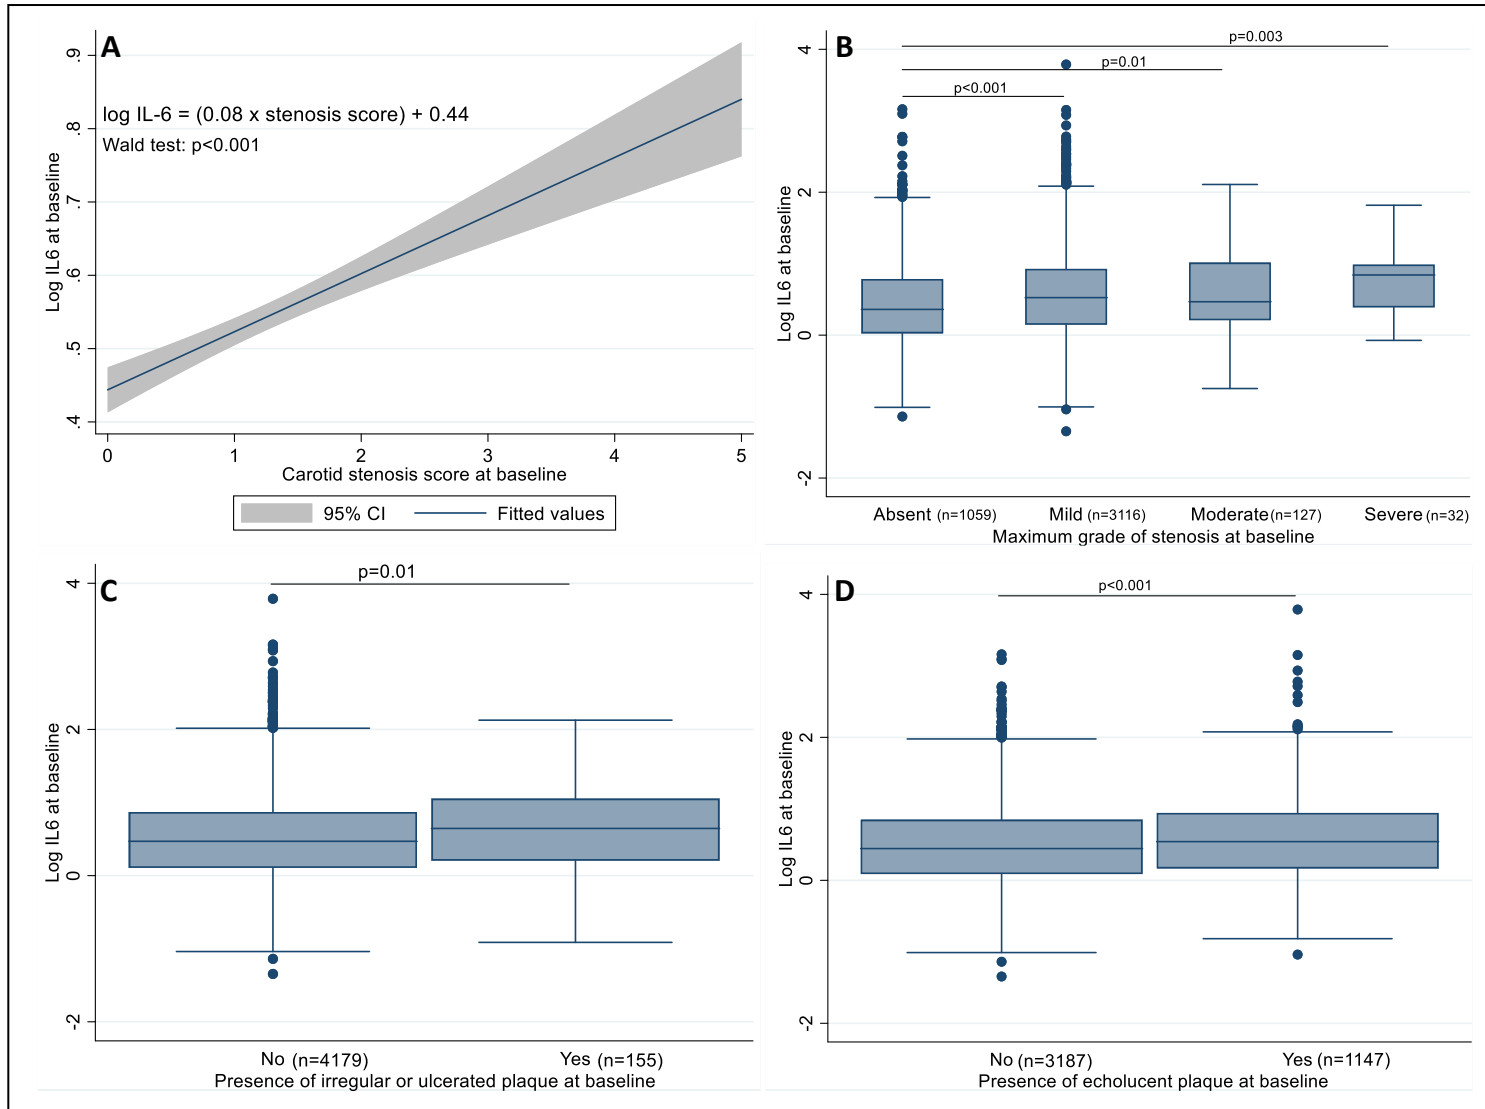 A
log IL-6 = (0.08 x stenosis score) + 0.44
Wald test: p<0.001
Log IL6 at baseline
.9
.8
.7
.6
.5
.4
0 1 2 3 4 5
Carotid stenosis score at baseline
95% CI Fitted values
B
p=0.003
p=0.01
p<0.001
Log IL6 at baseline
4
2
0
-2
Absent (n=1059) Mild (n=3116) Moderate(n=127) Severe(n=32)
Maximum grade of stenosis at baseline
C
p=0.01
Log IL6 at baseline
4
2
0
-2
No (n=4179) Yes (n=155)
Presence of irregular or ulcerated plaque at baseline
D
p<0.001
Log IL6 at baseline
4
2
0
-2
No (n=3187) Yes (n=1147)
Presence of echolucent plaque at baseline